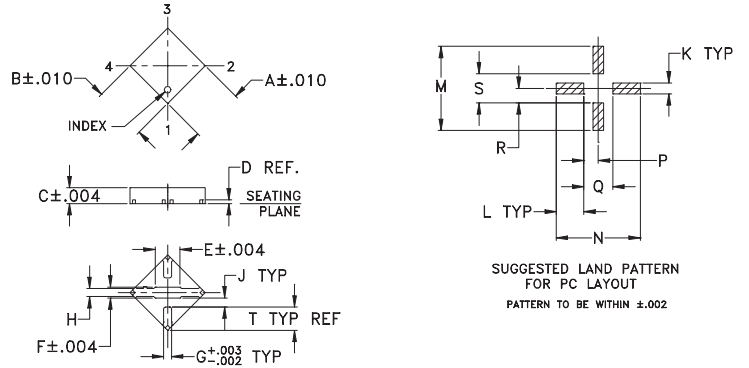 3
4
2
B±.010
A±.010
INDEX
1
D REF.
C±.004
SEATING
PLANE
E±.004
J TYP
H
T TYP REF
F±.004
G+.003
-.002 TYP
K TYP
M
S
R
P
Q
L TYP
N
SUGGESTED LAND PATTERN
FOR PC LAYOUT
PATTERN TO BE WITHIN ±.002